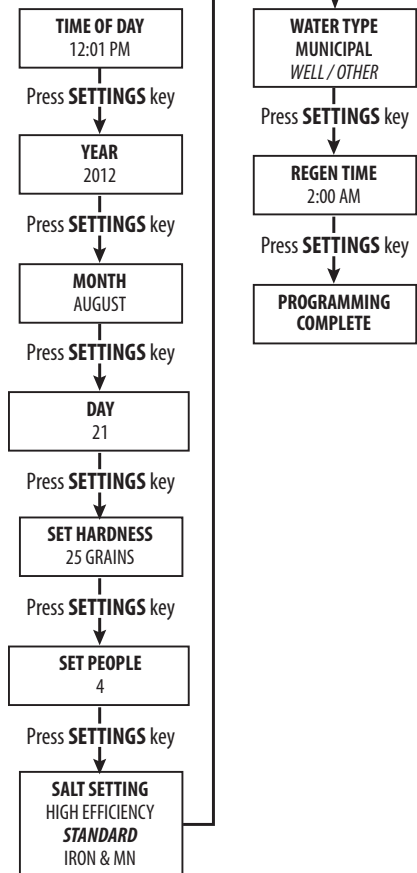 TIME OF DAY
12:01 PM
Press SETTINGS key
YEAR
2012
Press SETTINGS key
MONTH
AUGUST
Press SETTINGS key
DAY
21
Press SETTINGS key
SET HARDNESS
25 GRAINS
Press SETTINGS key
SET PEOPLE
4
Press SETTINGS key
SALT SETTING
HIGH EFFICIENCY
STANDARD
IRON & MN
WATER TYPE
MUNICIPAL
WELL / OTHER
Press SETTINGS key
REGEN TIME
2:00 AM
Press SETTINGS key
PROGRAMMING
COMPLETE